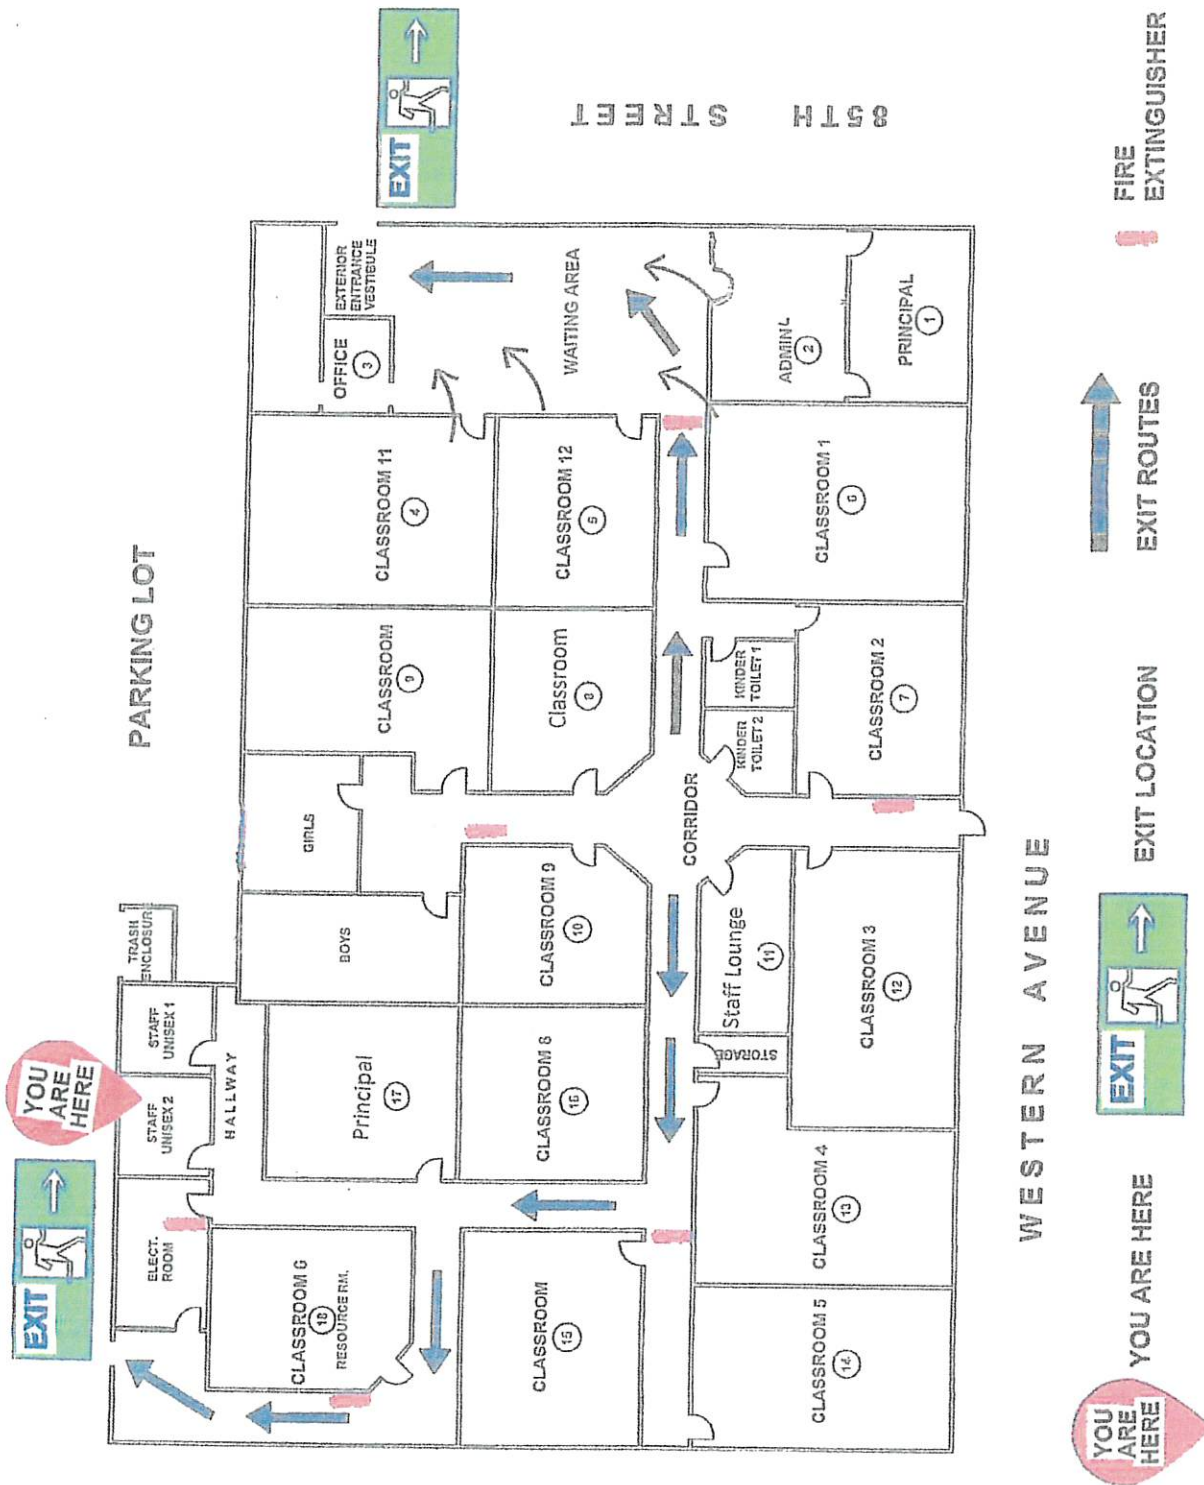 PARKING LOT
85TH STREET
WESTERN AVENUE
EXIT
EXIT
YOU
ARE
HERE
TRASH
ENCLOSUR
STAFF
UNISEX 1
STAFF
UNISEX 2
HALLWAY
ELECT.
ROOM
GIRLS
BOYS
Principal
17
CLASSROOM 6
18
RESOURCE RM.
CLASSROOM
15
CLASSROOM 8
16
CLASSROOM 9
10
CLASSROOM
9
Classroom
8
CLASSROOM 11
4
CLASSROOM 12
5
OFFICE
3
EXTERIOR
ENTRANCE
VESTIBULE
WAITING AREA
CORRIDOR
KINDER
TOILET 1
KINDER
TOILET 2
Staff Lounge
11
STORAGE
CLASSROOM 5
14
CLASSROOM 4
13
CLASSROOM 3
12
CLASSROOM 2
7
CLASSROOM 1
6
ADMIN
2
PRINCIPAL
1
YOU
ARE
HERE
YOU ARE HERE
EXIT
EXIT LOCATION
EXIT ROUTES
FIRE
EXTINGUISHER